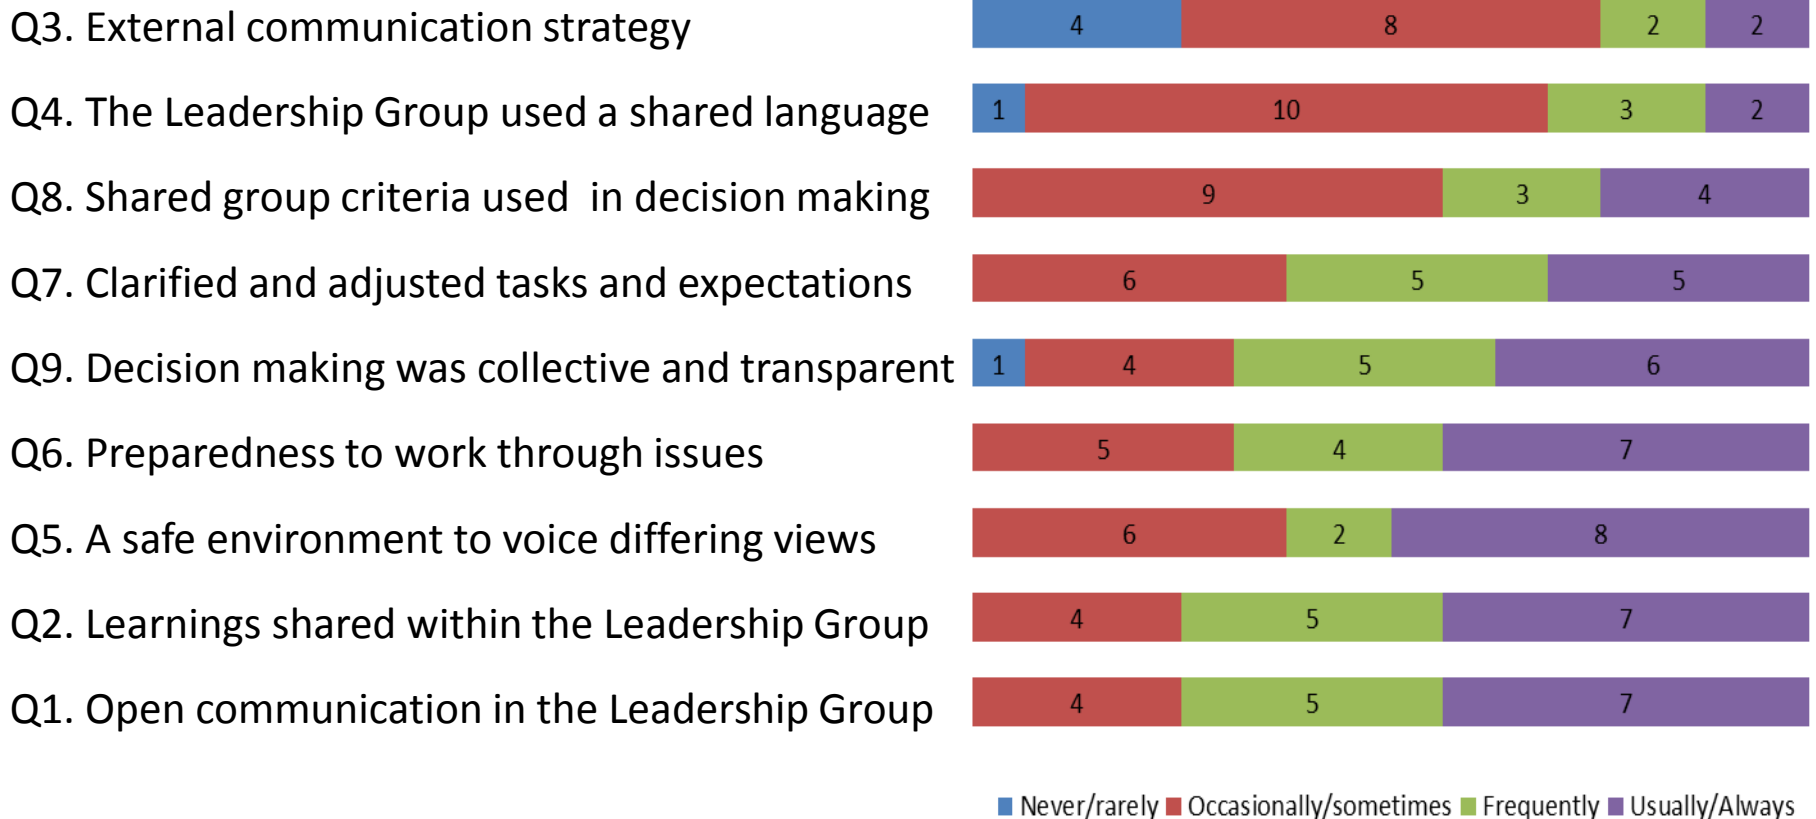 Q3. External communication strategy 4 8 2 2
Q4. The Leadership Group used a shared language 1 10 3 2
Q8. Shared group criteria used  in decision making 9 3 4
Q7. Clarified and adjusted tasks and expectations 6 5 5
Q9. Decision making was collective and transparent 1 4 5 6
Q6. Preparedness to work through issues 5 4 7
Q5. A safe environment to voice differing views 6 2 8
Q2. Learnings shared within the Leadership Group 4 5 7
Q1. Open communication in the Leadership Group 4 5 7
Never/rarely Occasionally/sometimes Frequently Usually/Always